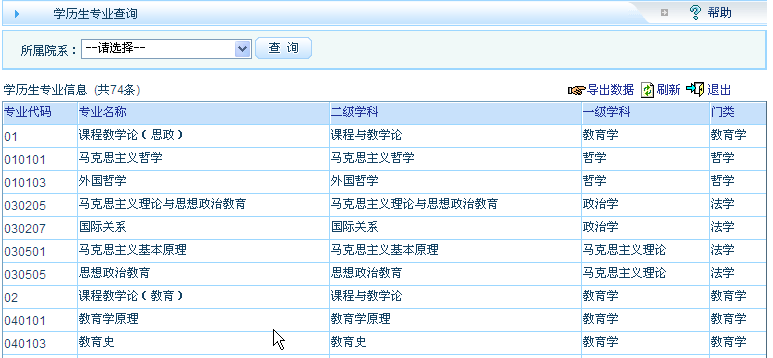 学历生专业查询 帮助
所属院系： --请选择-- 查 询
学历生专业信息 (共74条) 导出数据 刷新 退出
专业代码 专业名称 二级学科 一级学科 门类
01 课程教学论（思政） 课程与教学论 教育学 教育学
010101 马克思主义哲学 马克思主义哲学 哲学 哲学
010103 外国哲学 外国哲学 哲学 哲学
030205 马克思主义理论与思想政治教育 马克思主义理论与思想政治教育 政治学 法学
030207 国际关系 国际关系 政治学 法学
030501 马克思主义基本原理 马克思主义基本原理 马克思主义理论 法学
030505 思想政治教育 思想政治教育 马克思主义理论 法学
02 课程教学论（教育） 课程与教学论 教育学 教育学
040101 教育学原理 教育学原理 教育学 教育学
040103 教育史 教育史 教育学 教育学